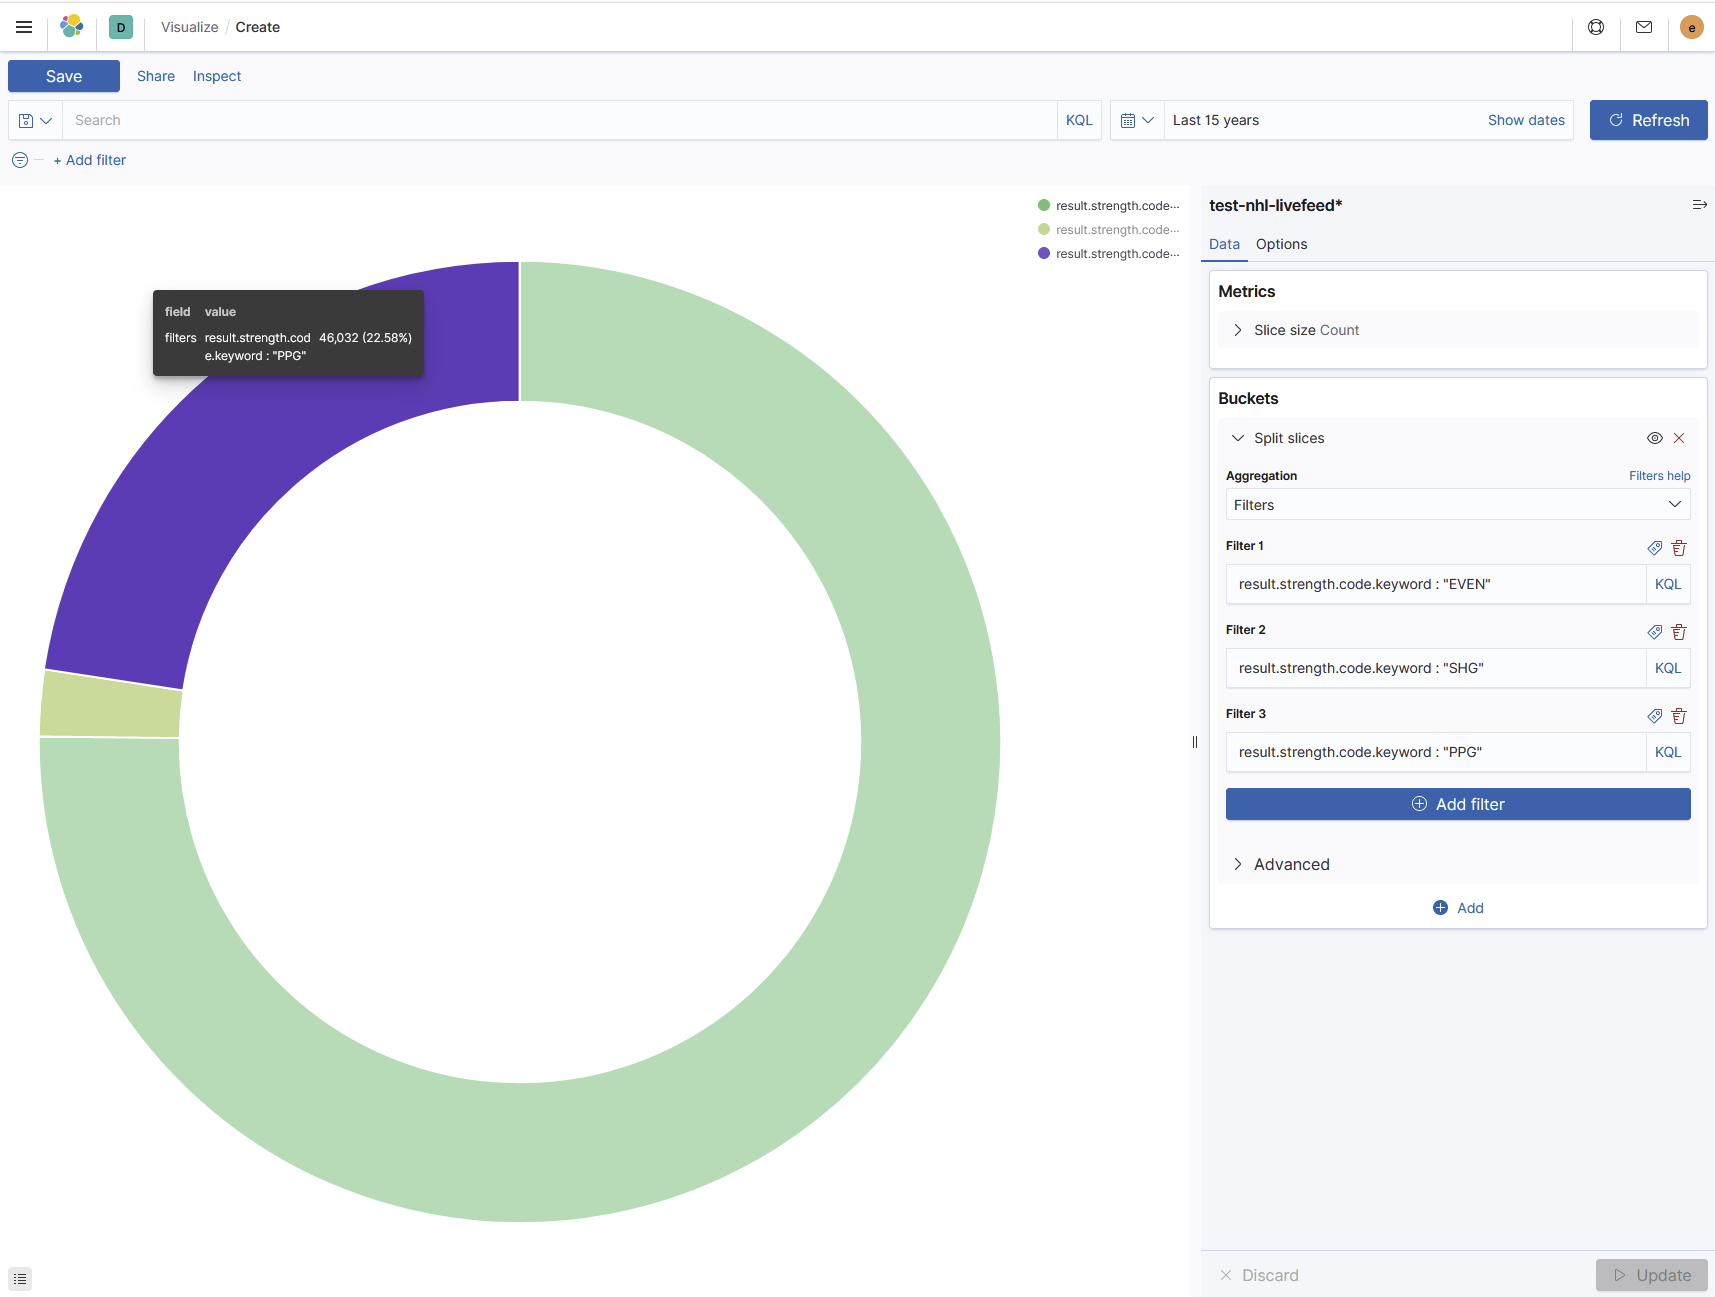 D
Visualize / Create
e
Save
Share
Inspect
Search
KQL
Last 15 years
Show dates
Refresh
+ Add filter
result.strength.code...
result.strength.code...
result.strength.code...
field value
filters result.strength.cod 46,032 (22.58%)
e.keyword : "PPG"
test-nhl-livefeed*
Data
Options
Metrics
Slice size Count
Buckets
Split slices
Aggregation
Filters help
Filters
Filter 1
result.strength.code.keyword : "EVEN"
KQL
Filter 2
result.strength.code.keyword : "SHG"
KQL
Filter 3
result.strength.code.keyword : "PPG"
KQL
Add filter
Advanced
Add
Discard
Update